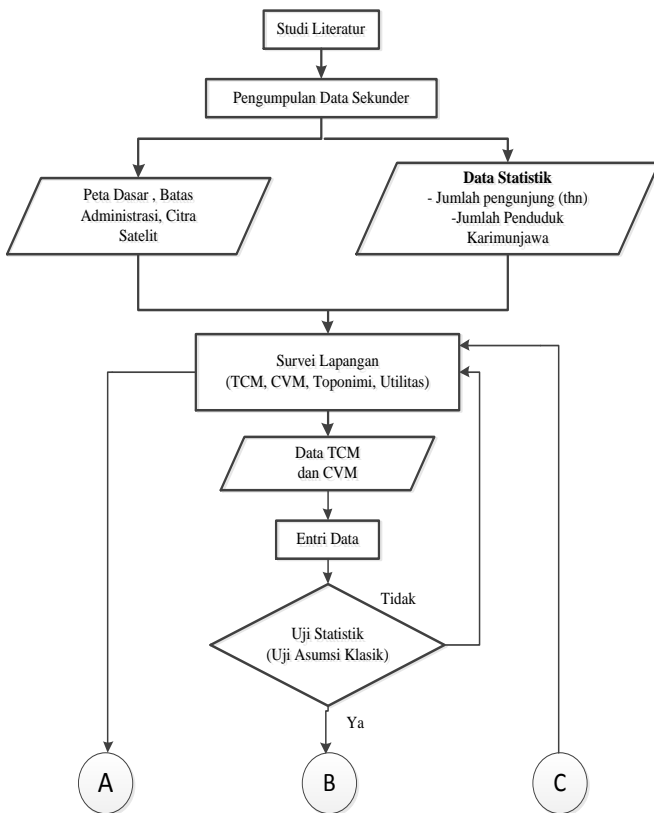 Studi Literatur
Pengumpulan Data Sekunder
Peta Dasar , Batas
Administrasi, Citra
Satelit
Data Statistik
- Jumlah pengunjung (thn)
-Jumlah Penduduk
Karimunjawa
Survei Lapangan
(TCM, CVM, Toponimi, Utilitas)
Data TCM
dan CVM
Entri Data
Tidak
Uji Statistik
(Uji Asumsi Klasik)
Ya
A
B
C